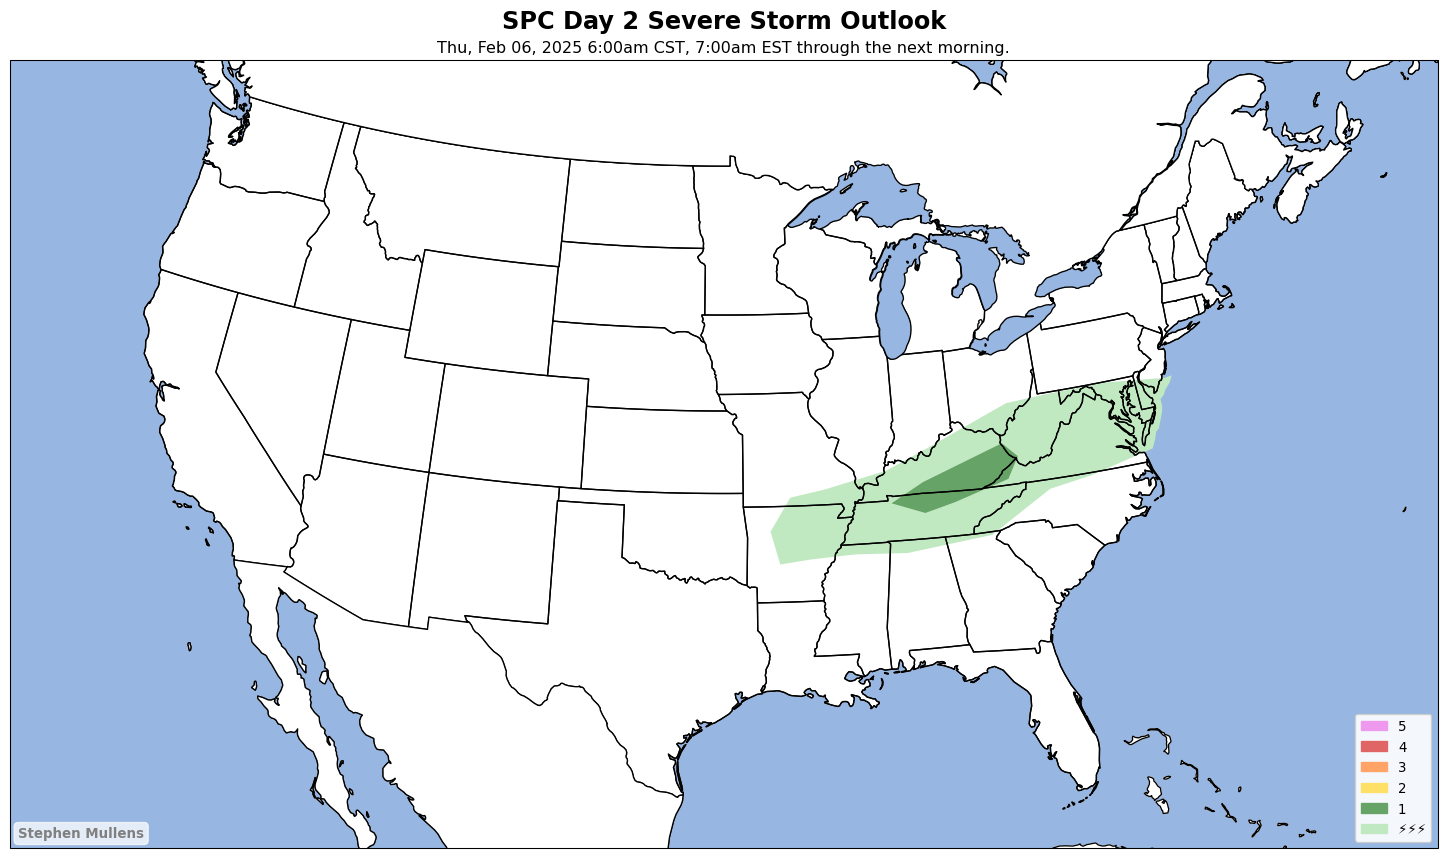 SPC Day 2 Severe Storm Outlook
Thu, Feb 06, 2025 6:00am CST, 7:00am EST through the next morning.
5
4
3
2
1
⚡⚡⚡
Stephen Mullens